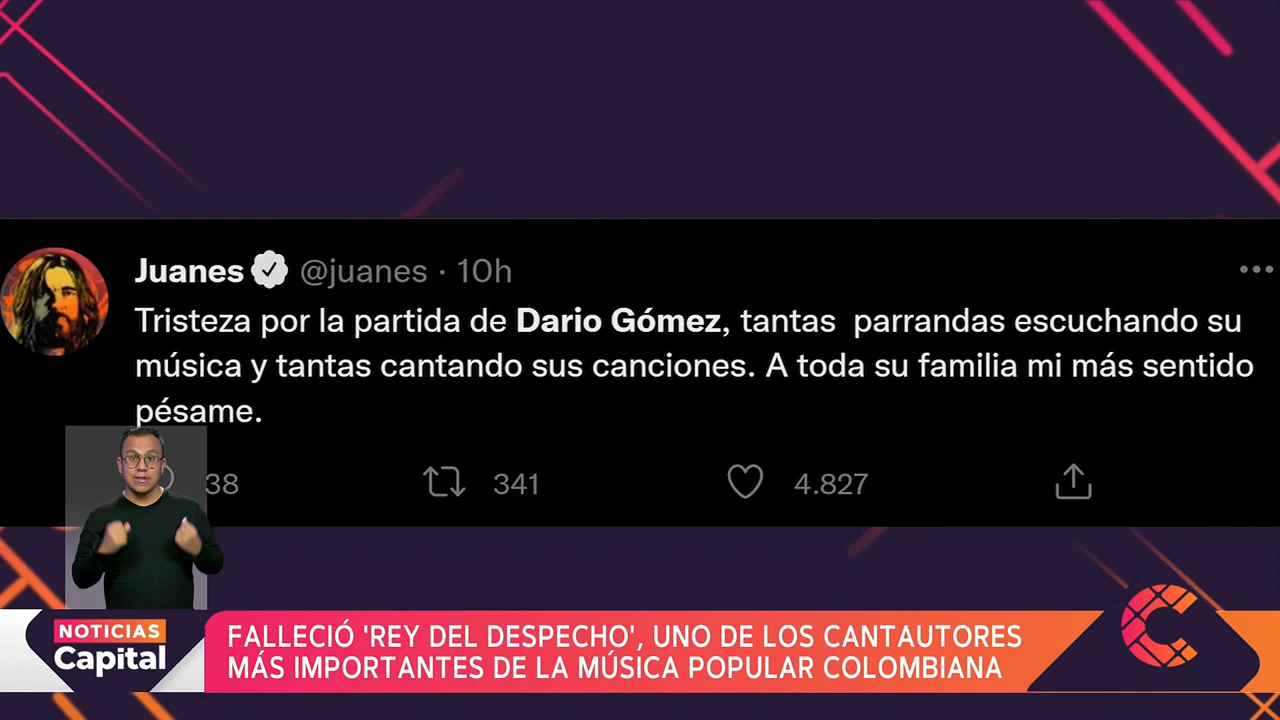 Juanes @juanes · 10h
Tristeza por la partida de Dario Gómez, tantas parrandas escuchando su
música y tantas cantando sus canciones. A toda su familia mi más sentido
pésame.
38 341 4.827
NOTICIAS
Capital
FALLECIÓ 'REY DEL DESPECHO', UNO DE LOS CANTAUTORES
MÁS IMPORTANTES DE LA MÚSICA POPULAR COLOMBIANA